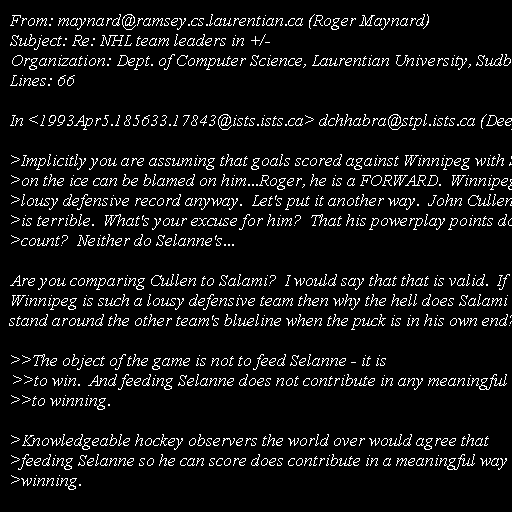 From: maynard@ramsey.cs.laurentian.ca (Roger Maynard)
Subject: Re: NHL team leaders in +/-
Organization: Dept. of Computer Science, Laurentian University, Sudb
Lines: 66

In <1993Apr5.185633.17843@ists.ists.ca> dchhabra@stpl.ists.ca (Dee

>Implicitly you are assuming that goals scored against Winnipeg with S
>on the ice can be blamed on him...Roger, he is a FORWARD.  Winnipeg
>lousy defensive record anyway.  Let's put it another way.  John Cullen
>is terrible.  What's your excuse for him?  That his powerplay points do
>count?  Neither do Selanne's...

Are you comparing Cullen to Salami?  I would say that that is valid.  If
Winnipeg is such a lousy defensive team then why the hell does Salami
stand around the other team's blueline when the puck is in his own end?

>>The object of the game is not to feed Selanne - it is
>>to win.  And feeding Selanne does not contribute in any meaningful
>>to winning.

>Knowledgeable hockey observers the world over would agree that
>feeding Selanne so he can score does contribute in a meaningful way
>winning.